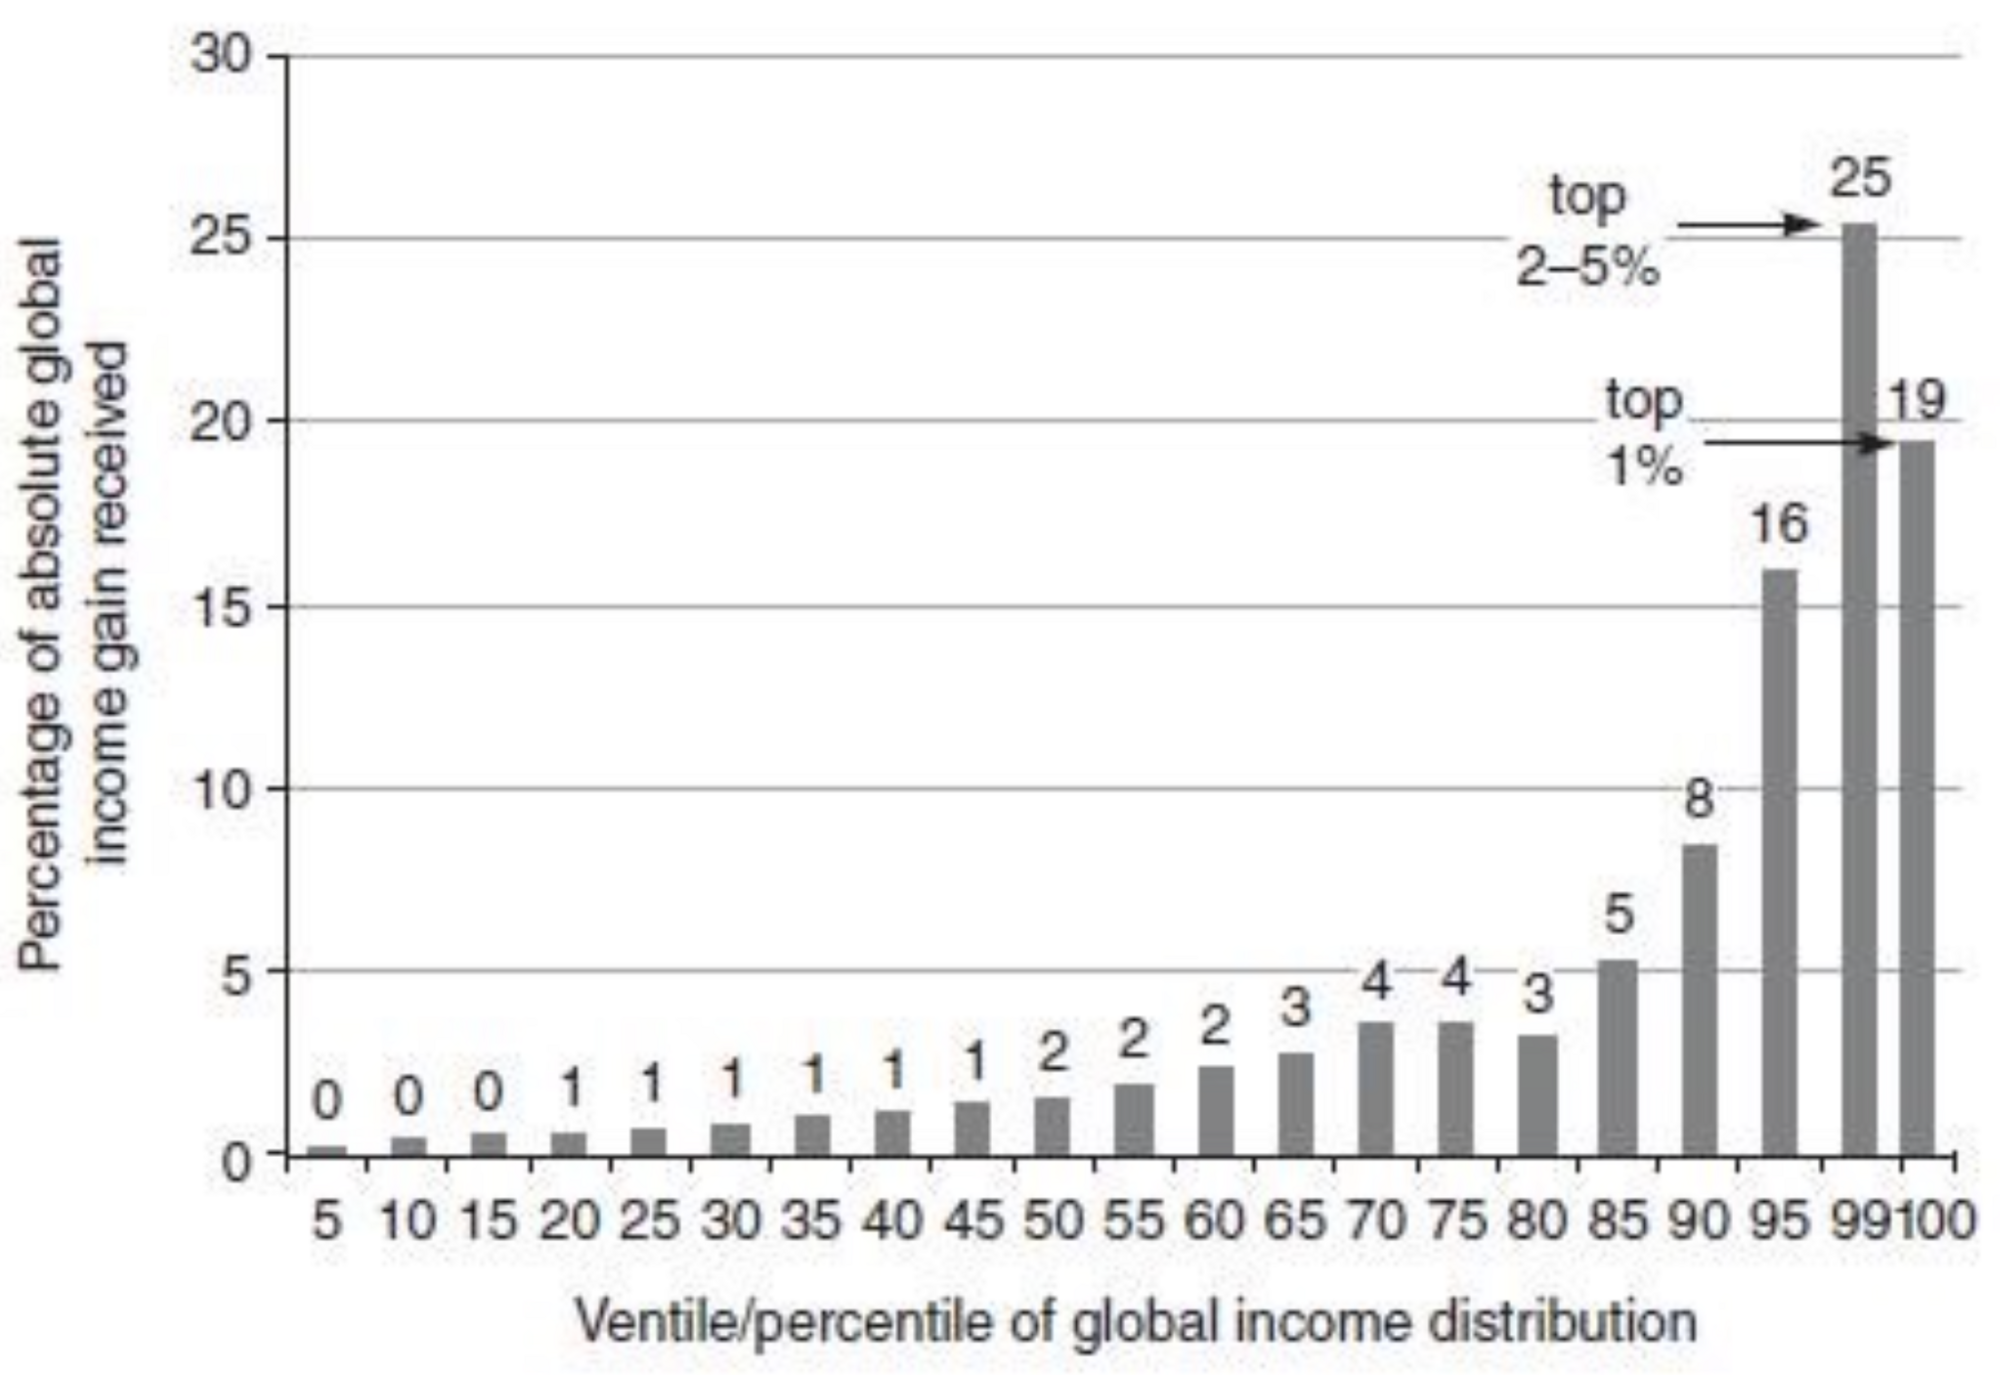 Percentage of absolute global
income gain received
30
25
20
15
10
5
0
top
2–5%
25
top
1%
19
16
8
5
0 0 0 1 1 1 1 1 1 2 2 2 3 4 4 3
5 10 15 20 25 30 35 40 45 50 55 60 65 70 75 80 85 90 95 99 100
Ventile/percentile of global income distribution